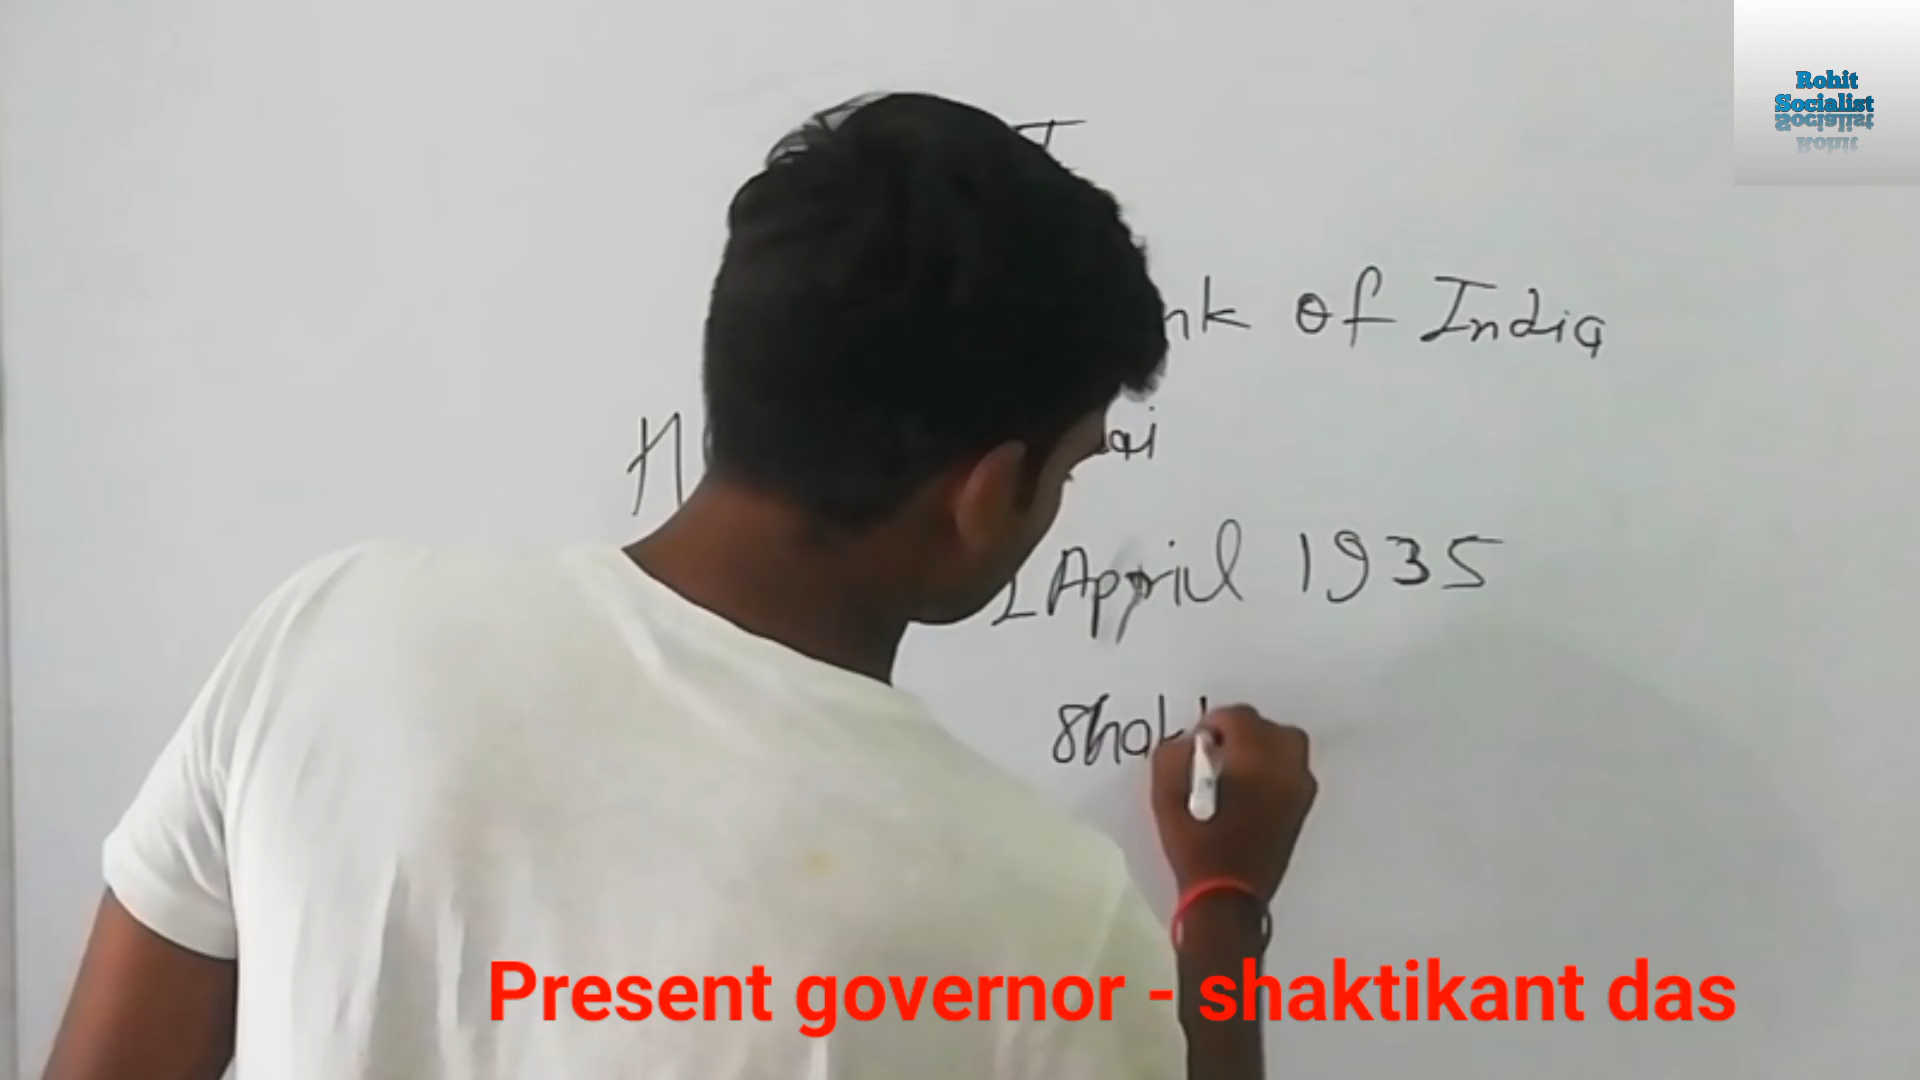 Rohit
Socialist
I
nk of India
H ai
1 April 1935
Shak
Present governor - shaktikant das